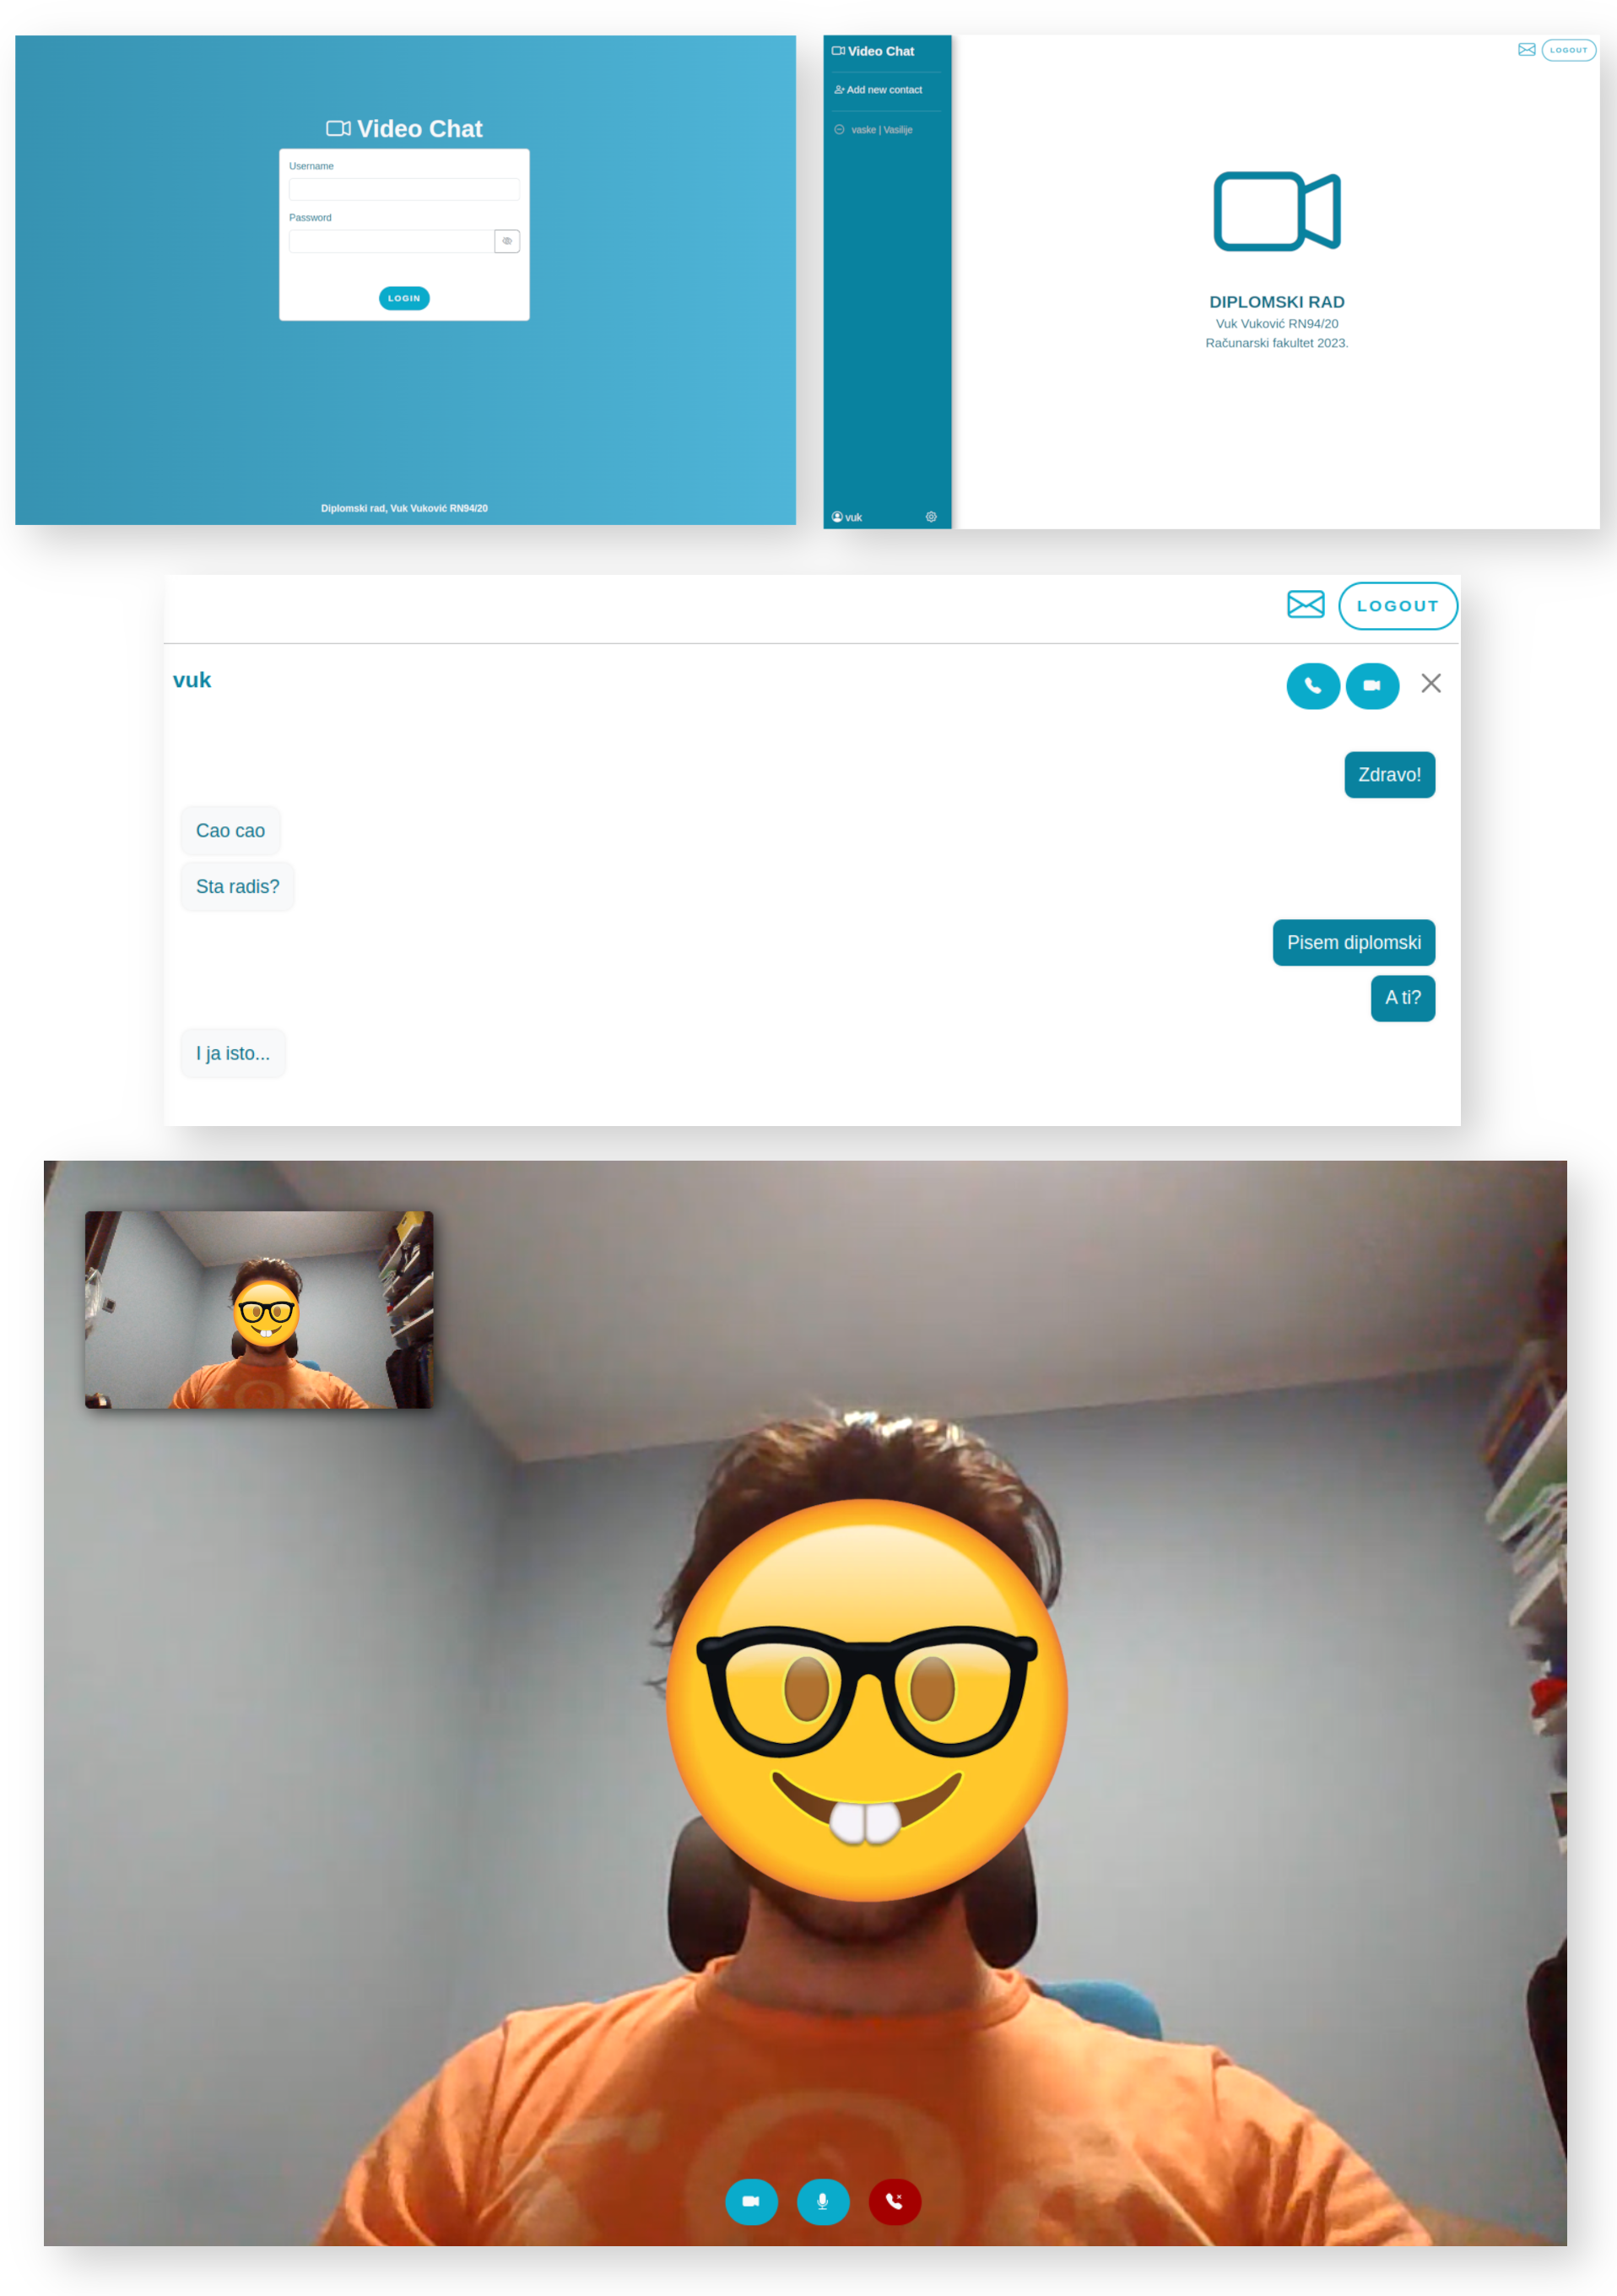 Video Chat
Username
Password
LOGIN
Diplomski rad, Vuk Vuković RN94/20
Video Chat
Add new contact
vaske | Vasilije
vuk
LOGOUT
DIPLOMSKI RAD
Vuk Vuković RN94/20
Računarski fakultet 2023.
LOGOUT
vuk
Zdravo!
Cao cao
Sta radis?
Pisem diplomski
A ti?
I ja isto...